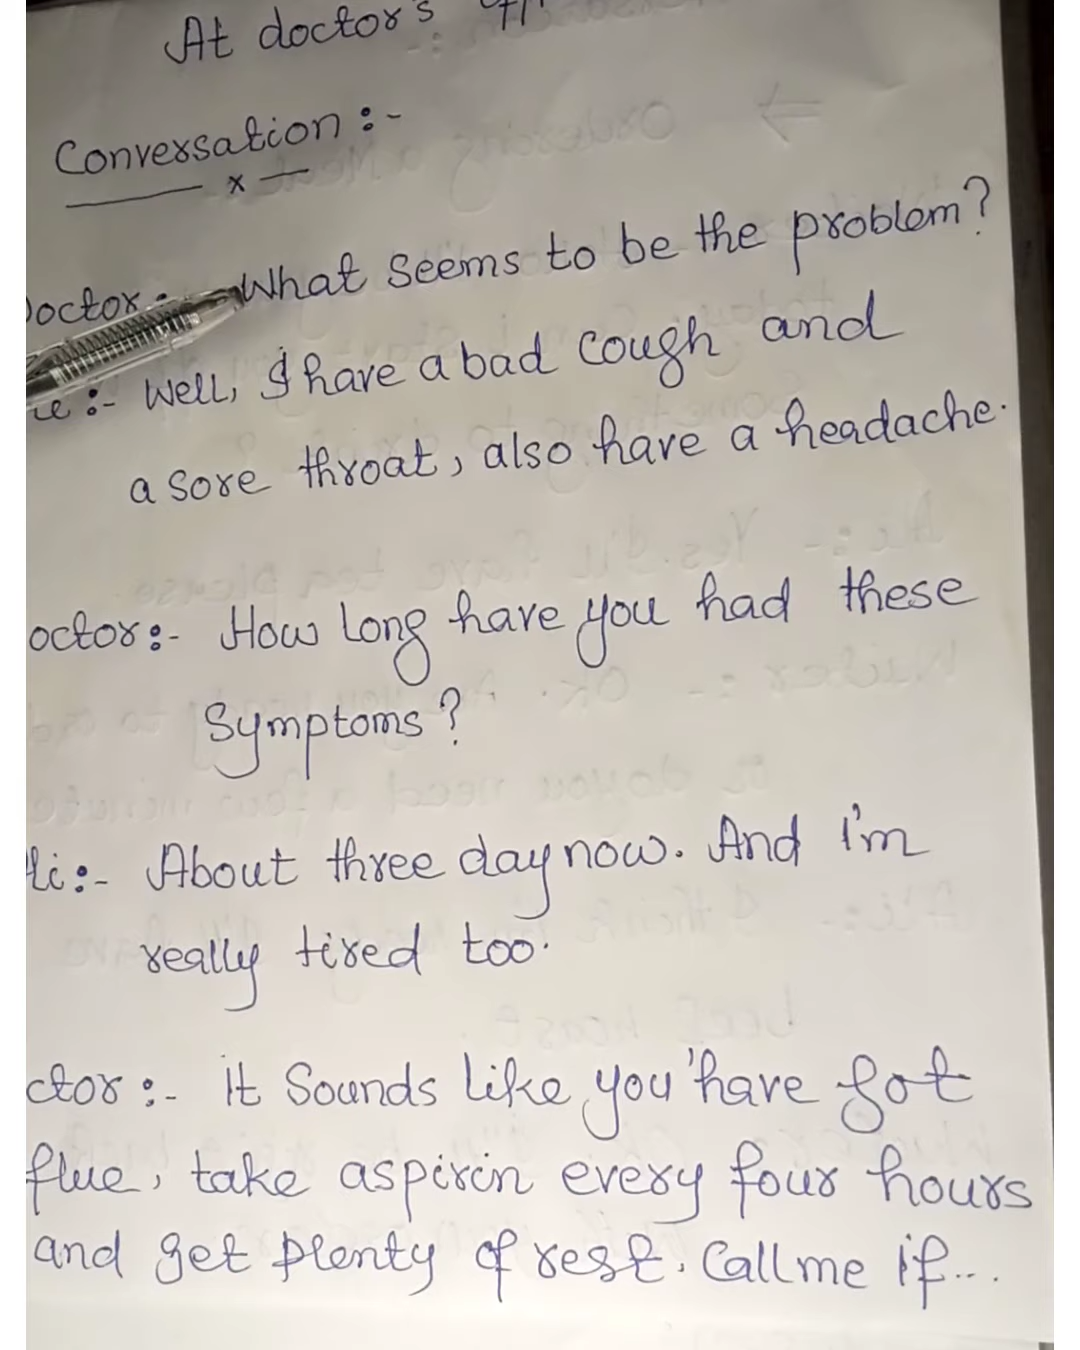 At doctor's
Conversation :-
Doctor What seems to be the problem?
:- Well, I have a bad cough and
a sore throat, also have a headache.
octor :- How long have you had these
Symptoms?
li :- About three day now. And I'm
really tired too.
ctor :- it Sounds like you'have got
flue, take aspirin every four hours
and get plenty of rest. Call me if...